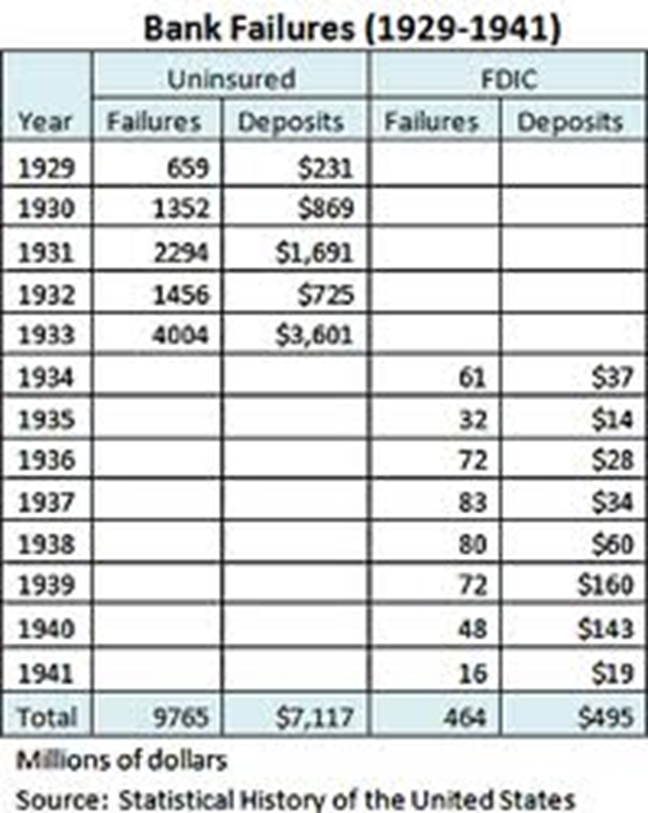 Bank Failures (1929-1941)
Uninsured FDIC
Year Failures Deposits Failures Deposits
1929 659 $231
1930 1352 $869
1931 2294 $1,691
1932 1456 $725
1933 4004 $3,601
1934 61 $37
1935 32 $14
1936 72 $28
1937 83 $34
1938 80 $60
1939 72 $160
1940 48 $143
1941 16 $19
Total 9765 $7,117 464 $495
Millions of dollars
Source: Statistical History of the United States